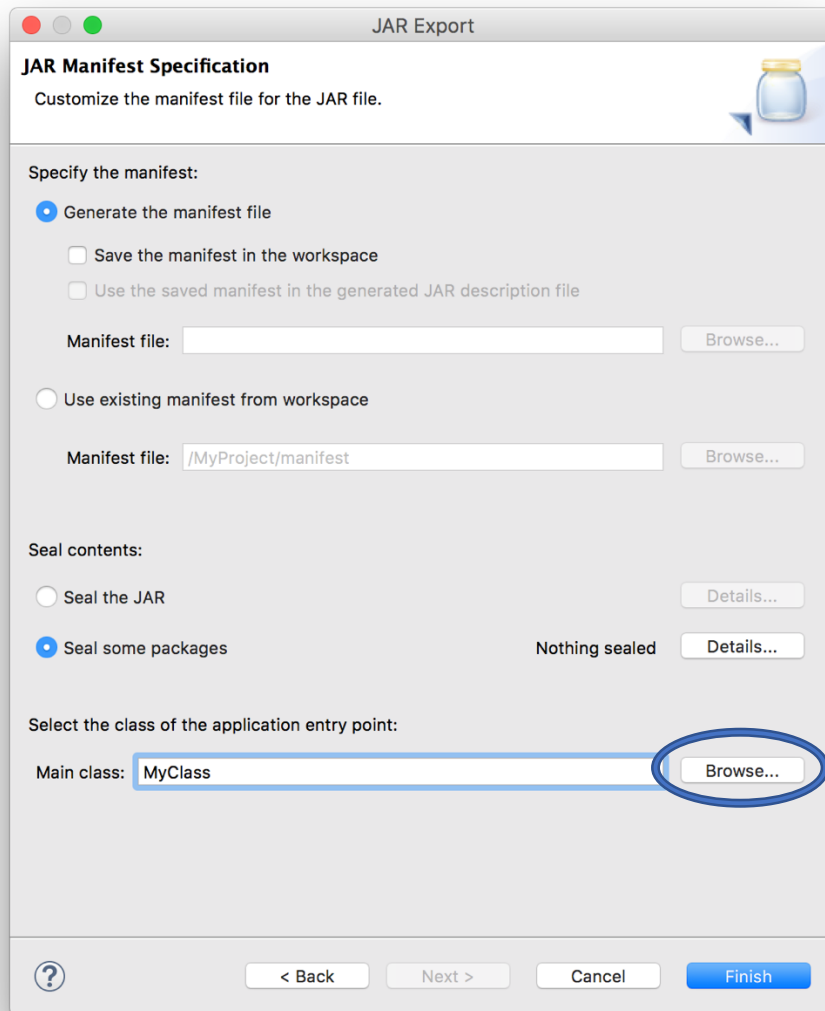 JAR Export
JAR Manifest Specification
Customize the manifest file for the JAR file.
Specify the manifest:
Generate the manifest file
Save the manifest in the workspace
Use the saved manifest in the generated JAR description file
Manifest file: Browse...
Use existing manifest from workspace
Manifest file: /MyProject/manifest Browse...
Seal contents:
Seal the JAR Details...
Seal some packages Nothing sealed Details...
Select the class of the application entry point:
Main class: MyClass Browse...
? < Back Next > Cancel Finish